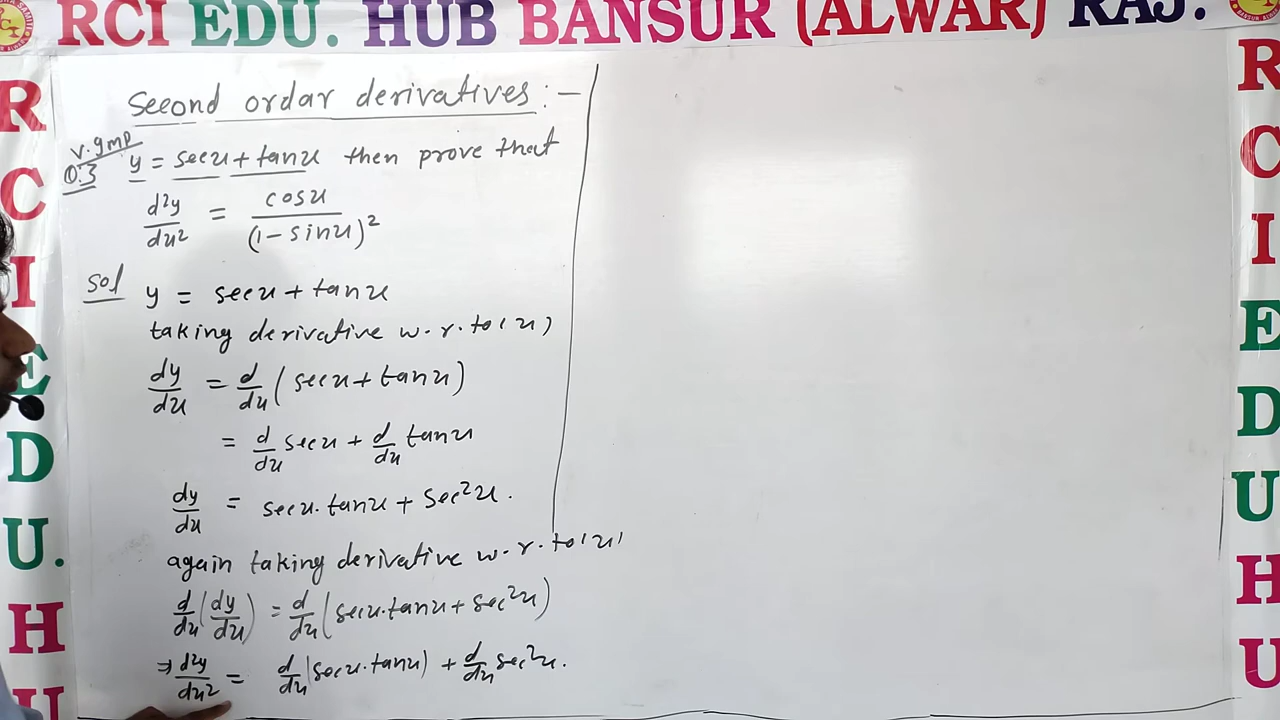 RCI EDU. HUB BANSUR (ALWAR) RAJ.
R
C
I
E
D
U.
H
U
Second ordar derivatives :-
V. Imp
Q.3 y = secx + tanx then prove that
d²y/dx² = cosx/(1-sinx)²
Sol y = secx + tanx
taking derivative w.r.to (x)
dy/dx = d/dx (secx + tanx)
= d/dx secx + d/dx tanx
dy/dx = secx.tanx + Sec²x.
again taking derivative w.r.to 'x'
d/dx (dy/dx) = d/dx (secx.tanx + sec²x)
⇒ d²y/dx² = d/dx (secx.tanx) + d/dx sec²x.
R
C
I
E
D
U
H
U